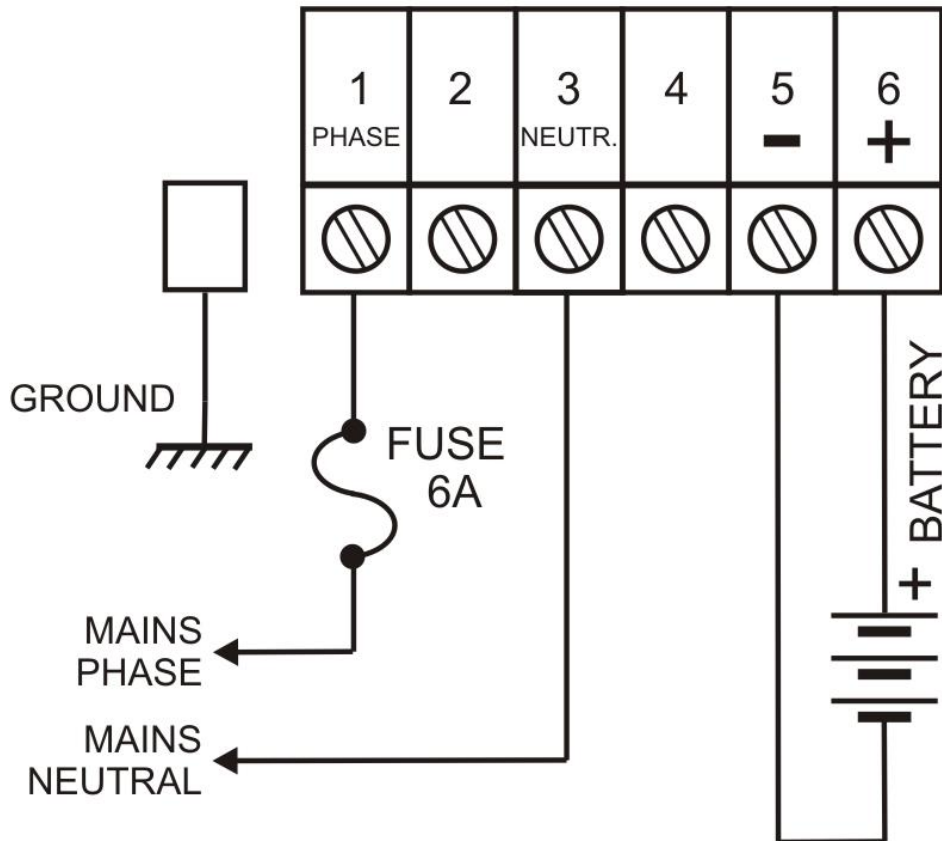 1 2 3 4 5 6
PHASE NEUTR. - +
GROUND
FUSE
6A
+ BATTERY
MAINS
PHASE
MAINS
NEUTRAL